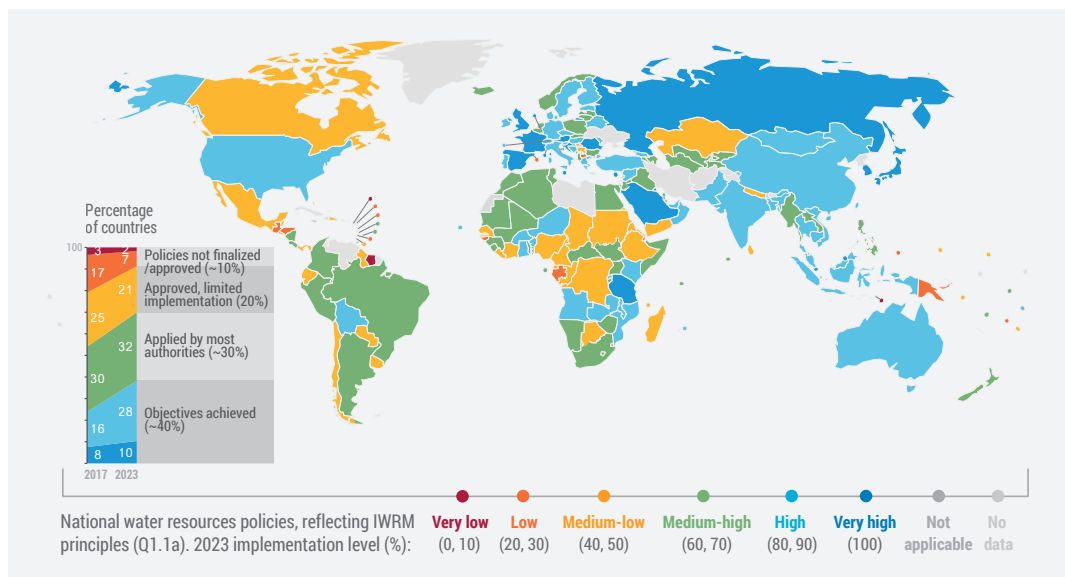 Percentage
of countries
100
3
2
7
17
21
25
32
30
28
16
8
10
2017 2023
Policies not finalized
/approved (~10%)
Approved, limited
implementation (20%)
Applied by most
authorities (~30%)
Objectives achieved
(~40%)
National water resources policies, reflecting IWRM
principles (Q1.1a). 2023 implementation level (%):
Very low
(0, 10)
Low
(20, 30)
Medium-low
(40, 50)
Medium-high
(60, 70)
High
(80, 90)
Very high
(100)
Not
applicable
No
data